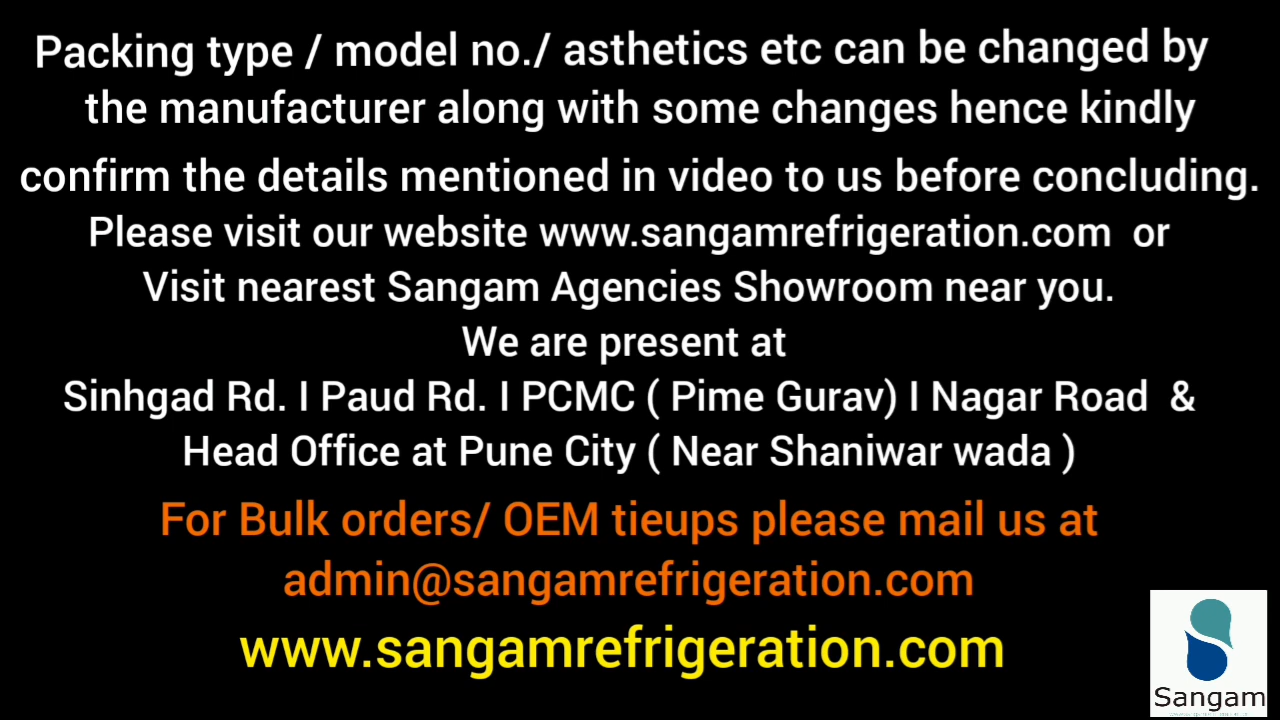 Packing type / model no./ asthetics etc can be changed by
the manufacturer along with some changes hence kindly
confirm the details mentioned in video to us before concluding.
Please visit our website www.sangamrefrigeration.com or
Visit nearest Sangam Agencies Showroom near you.
We are present at
Sinhgad Rd. I Paud Rd. I PCMC ( Pime Gurav) I Nagar Road &
Head Office at Pune City ( Near Shaniwar wada )
For Bulk orders/ OEM tieups please mail us at
admin@sangamrefrigeration.com
www.sangamrefrigeration.com
Sangam